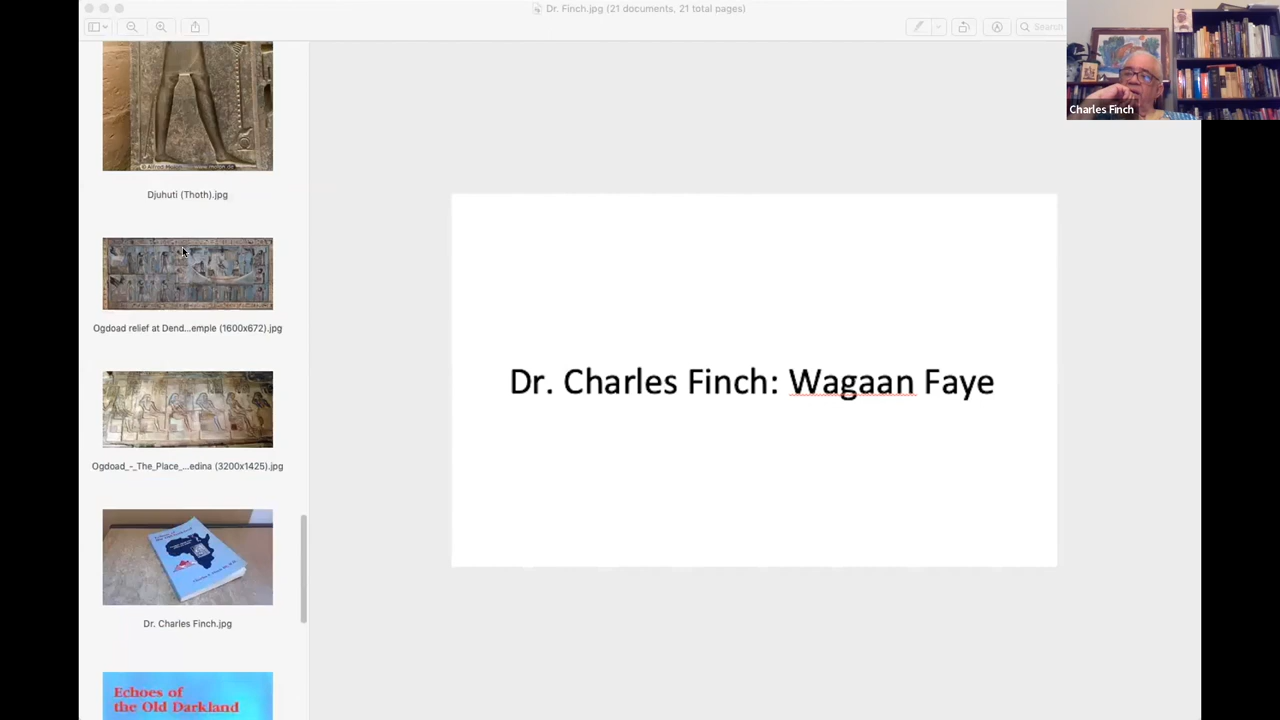 Dr. Finch.jpg (21 documents, 21 total pages)
Search
Charles Finch
Djuhuti (Thoth).jpg
Ogdoad relief at Dend...emple (1600x672).jpg
Ogdoad_-_The_Place_...edina (3200x1425).jpg
Dr. Charles Finch.jpg
Echoes of
the Old Darkland
Dr. Charles Finch: Wagaan Faye